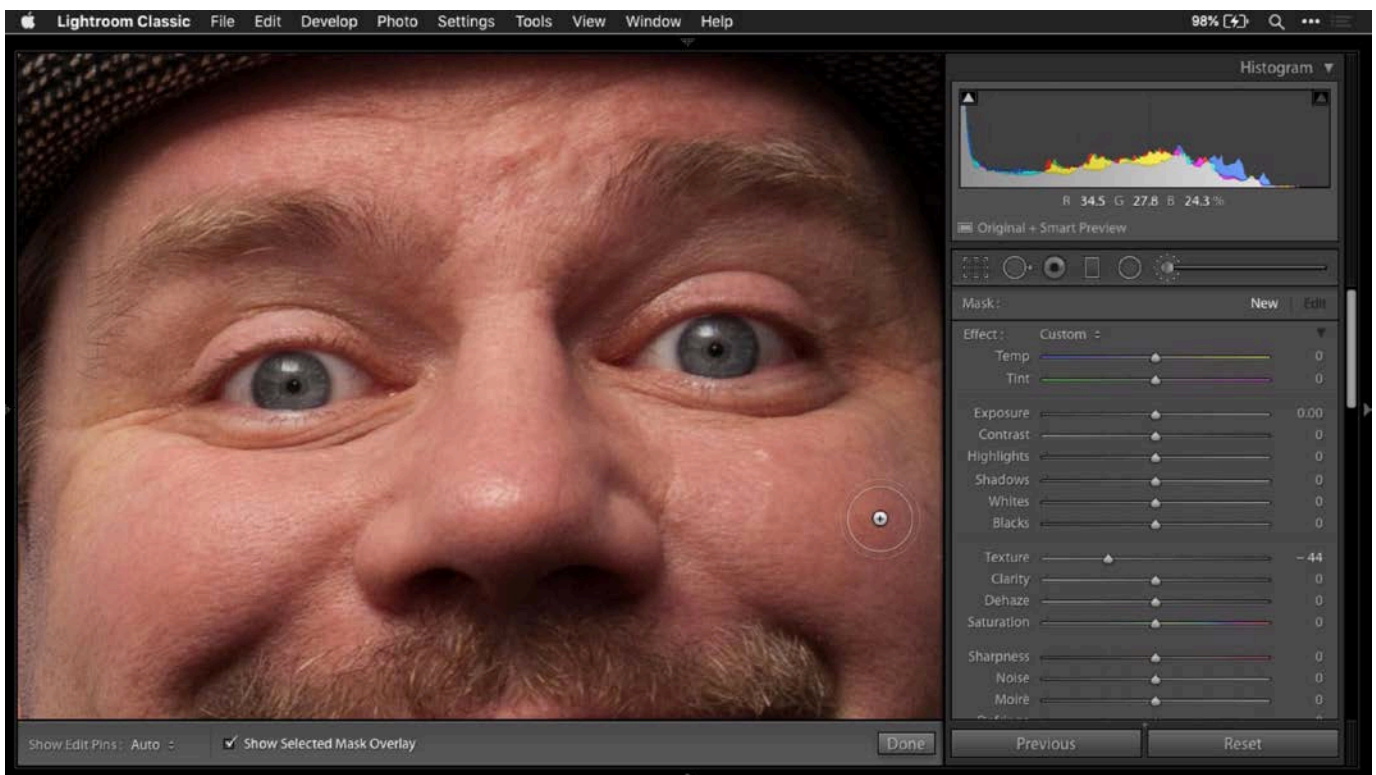 Lightroom Classic File Edit Develop Photo Settings Tools View Window Help 98%
Histogram
R 34.5 G 27.8 B 24.3 %
Original + Smart Preview
Mask : New Edit
Effect : Custom
Temp 0
Tint 0
Exposure 0.00
Contrast 0
Highlights 0
Shadows 0
Whites 0
Blacks 0
Texture – 44
Clarity 0
Dehaze 0
Saturation 0
Sharpness 0
Noise 0
Moiré 0
Show Edit Pins : Auto Show Selected Mask Overlay Done
Previous Reset